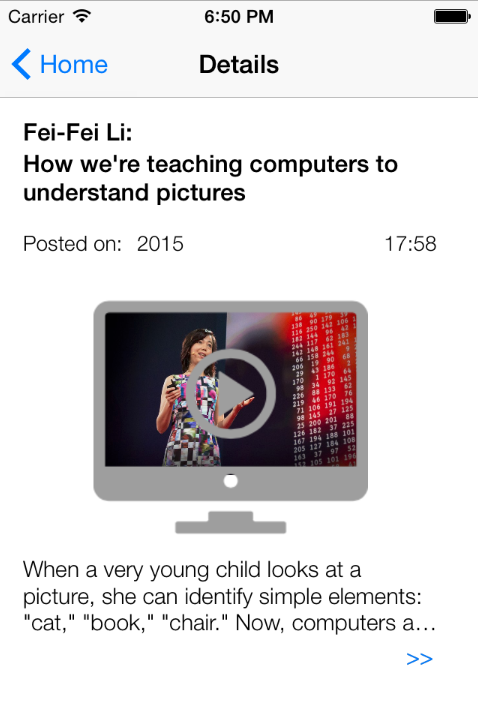 Carrier 6:50 PM
Home Details
Fei-Fei Li:
How we're teaching computers to
understand pictures
Posted on: 2015 17:58
When a very young child looks at a
picture, she can identify simple elements:
"cat," "book," "chair." Now, computers a…
>>